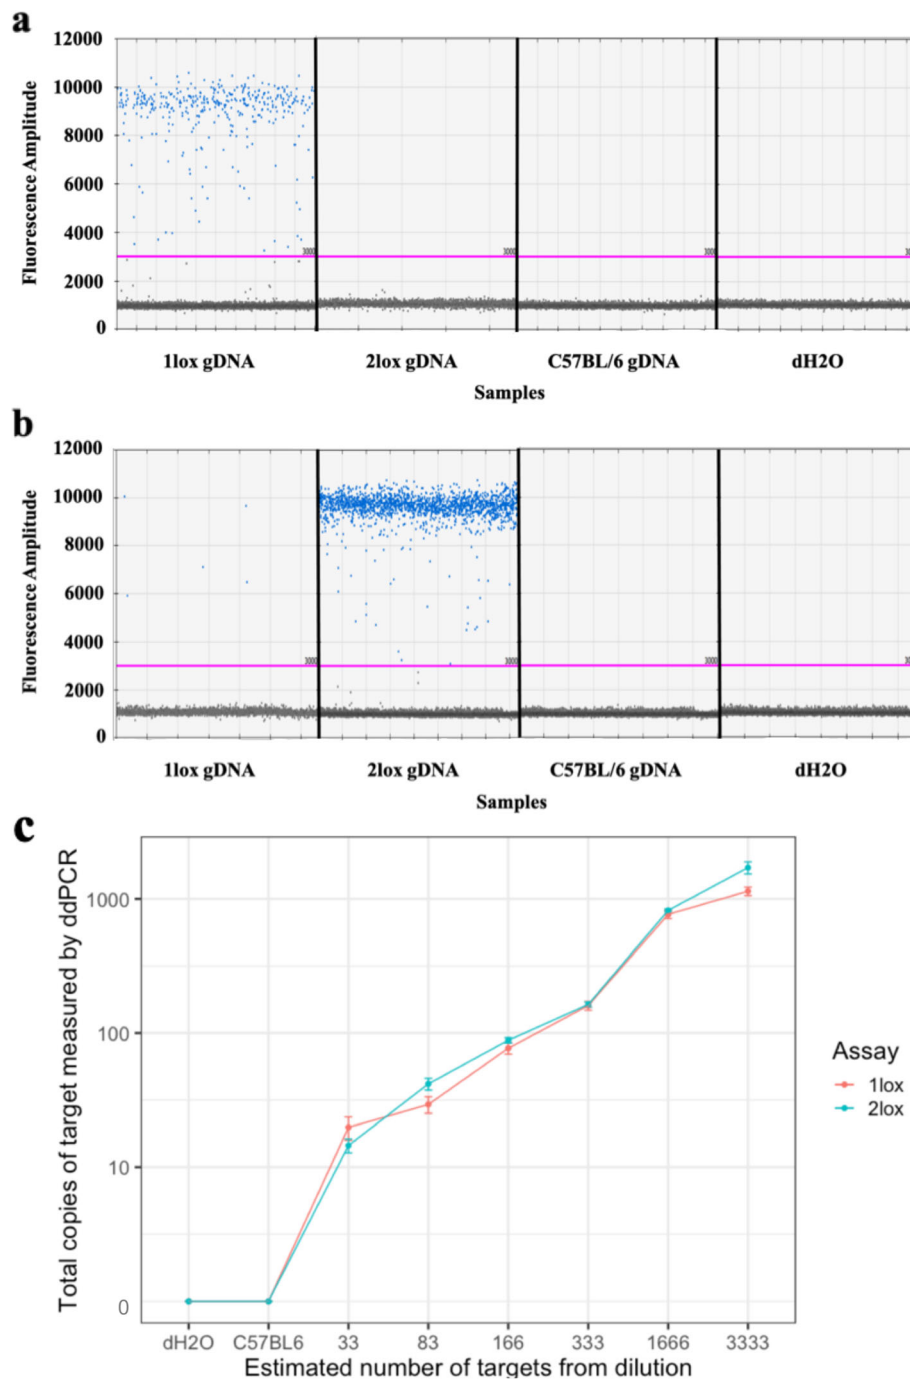 a
12000
10000
8000
6000
4000
2000
0
Fluorescence Amplitude
1lox gDNA 2lox gDNA C57BL/6 gDNA dH2O
Samples
b
12000
10000
8000
6000
4000
2000
0
Fluorescence Amplitude
1lox gDNA 2lox gDNA C57BL/6 gDNA dH2O
Samples
c
Total copies of target measured by ddPCR
1000
100
10
0
dH2O C57BL6 33 83 166 333 1666 3333
Estimated number of targets from dilution
Assay
1lox
2lox